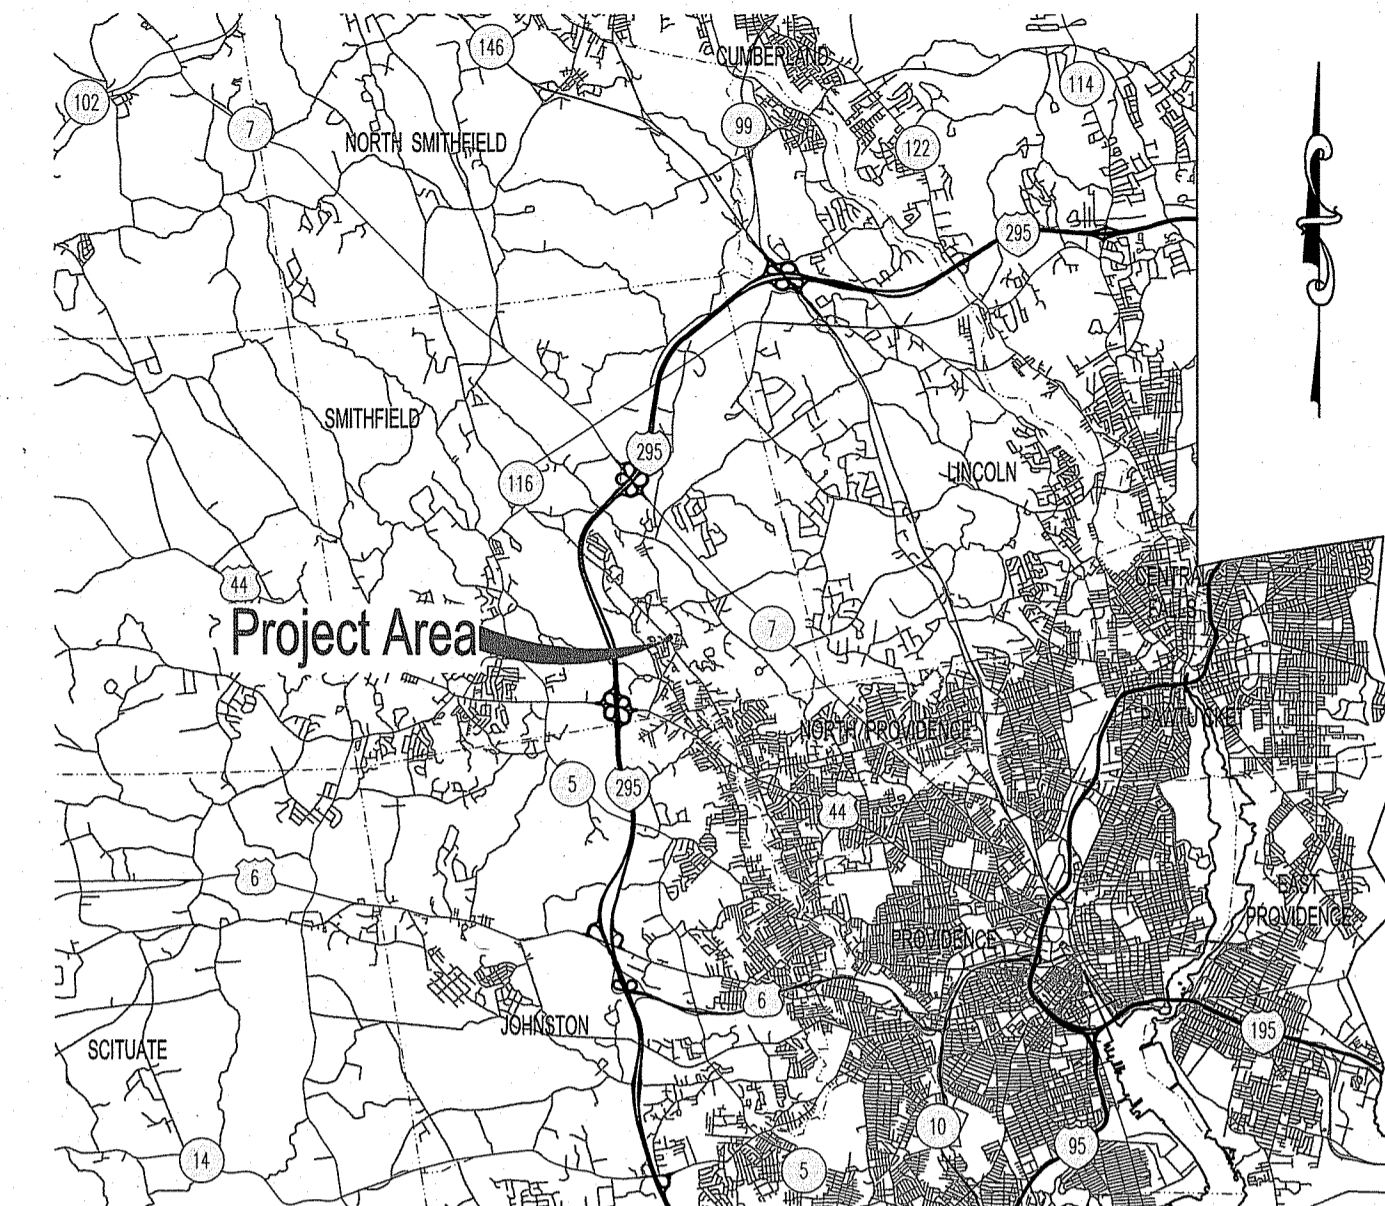 146
CUMBERLAND
102
114
7
99
NORTH SMITHFIELD
122
295
SMITHFIELD
295
116
LINCOLN
44
CENTRAL
FALLS
Project Area
7
PAWTUCKET
NORTH PROVIDENCE
5
295
44
6
EAST
PROVIDENCE
PROVIDENCE
6
JOHNSTON
195
SCITUATE
10
95
14
5